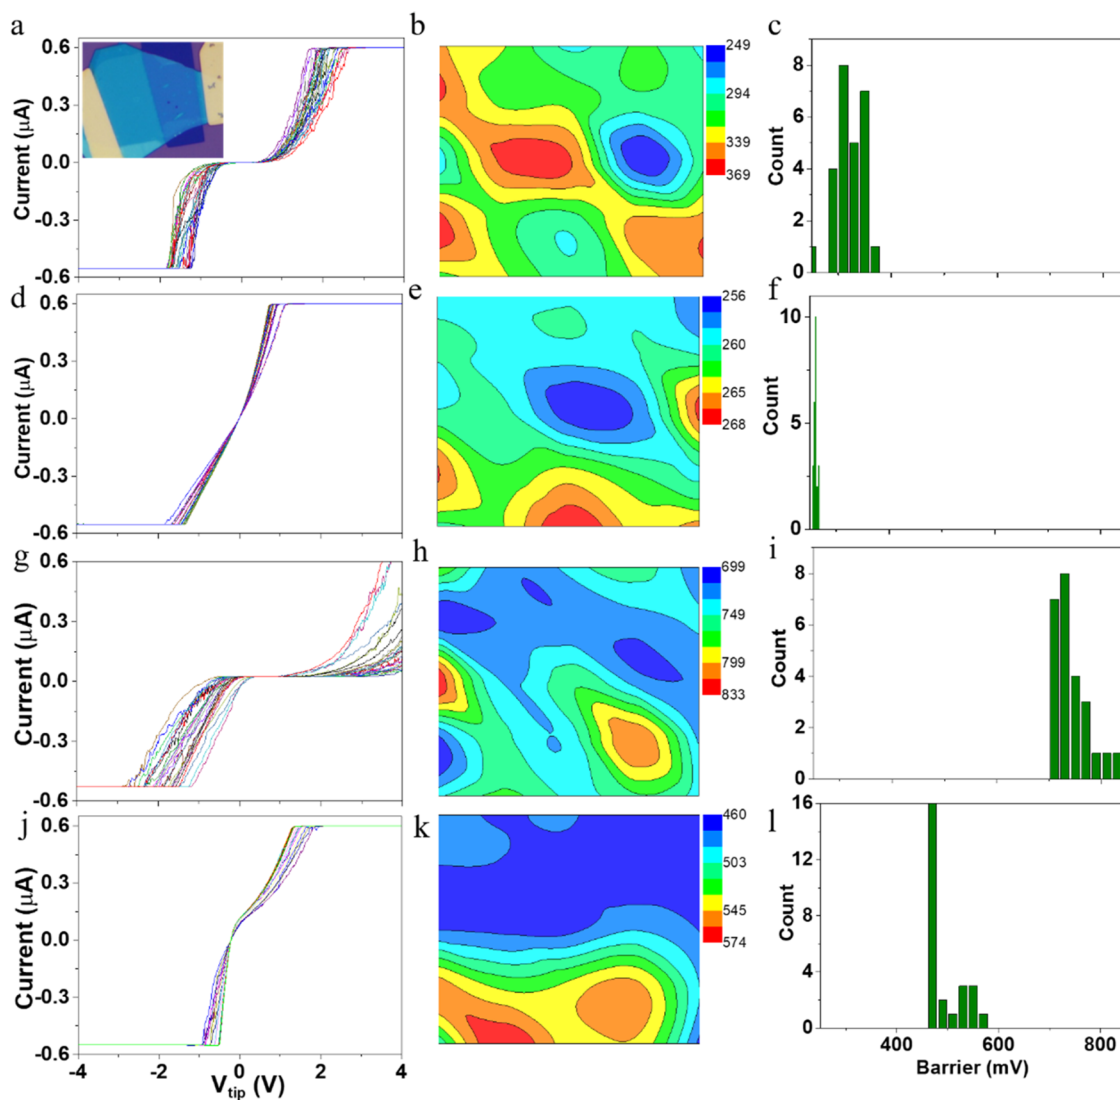 a
b
c
0.6
0.3
0.0
-0.3
-0.6
Current (μA)
249
294
339
369
8
6
4
2
0
Count
d
e
f
0.6
0.3
0.0
-0.3
-0.6
Current (μA)
256
260
265
268
10
5
0
Count
g
h
i
0.6
0.3
0.0
-0.3
-0.6
Current (μA)
699
749
799
833
8
6
4
2
0
Count
j
k
l
0.6
0.3
0.0
-0.3
-0.6
Current (μA)
-4
-2
0
2
4
Vtip (V)
460
503
545
574
16
12
8
4
0
Count
400
600
800
Barrier (mV)